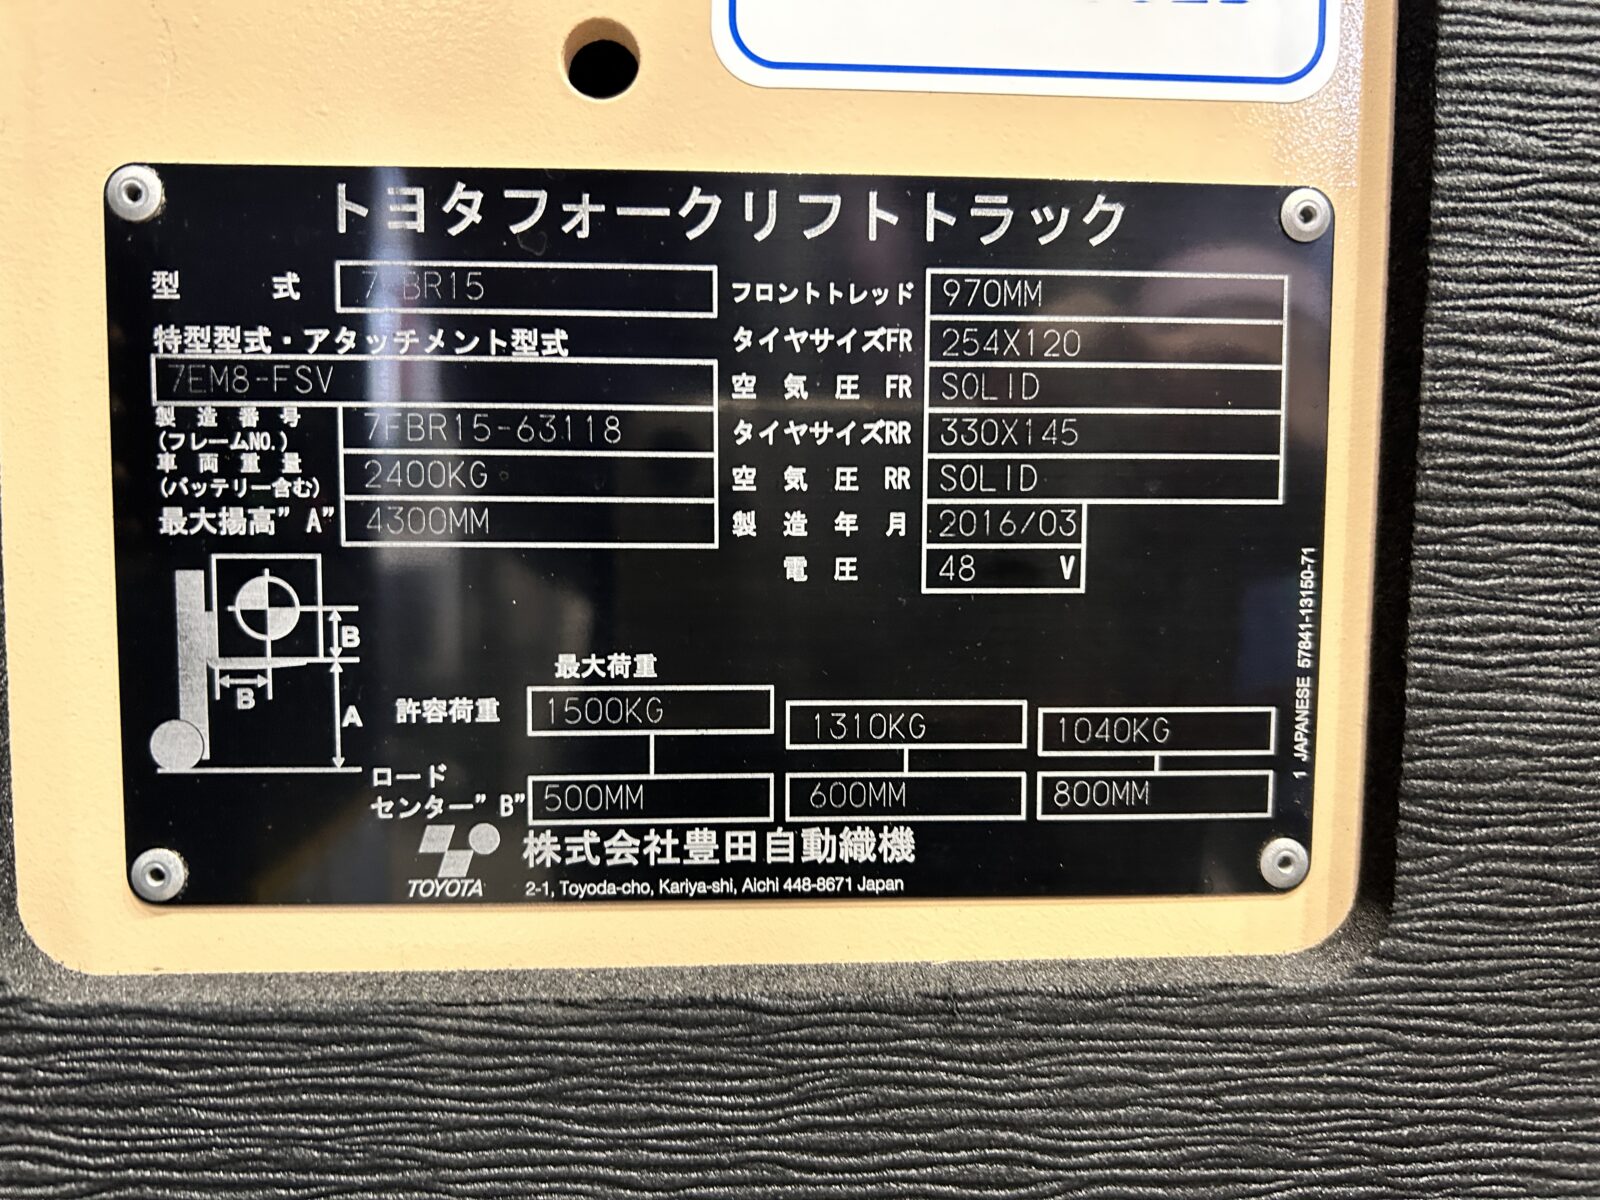 トヨタフォークリフトトラック
型 式 7FBR15
特型型式・アタッチメント型式
7EM8-FSV
製造番号
(フレームNO.) 7FBR15-63118
車両重量
(バッテリー含む) 2400KG
最大揚高"A" 4300MM
フロントトレッド 970MM
タイヤサイズFR 254X120
空気圧 FR SOLID
タイヤサイズRR 330X145
空気圧 RR SOLID
製造年月 2016/03
電圧 48 V
B
B
A
最大荷重
許容荷重 1500KG 1310KG 1040KG
ロード
センター"B" 500MM 600MM 800MM
TOYOTA
株式会社豊田自動織機
2-1, Toyoda-cho, Kariya-shi, Aichi 448-8671 Japan
1 JAPANESE 57841-13150-71